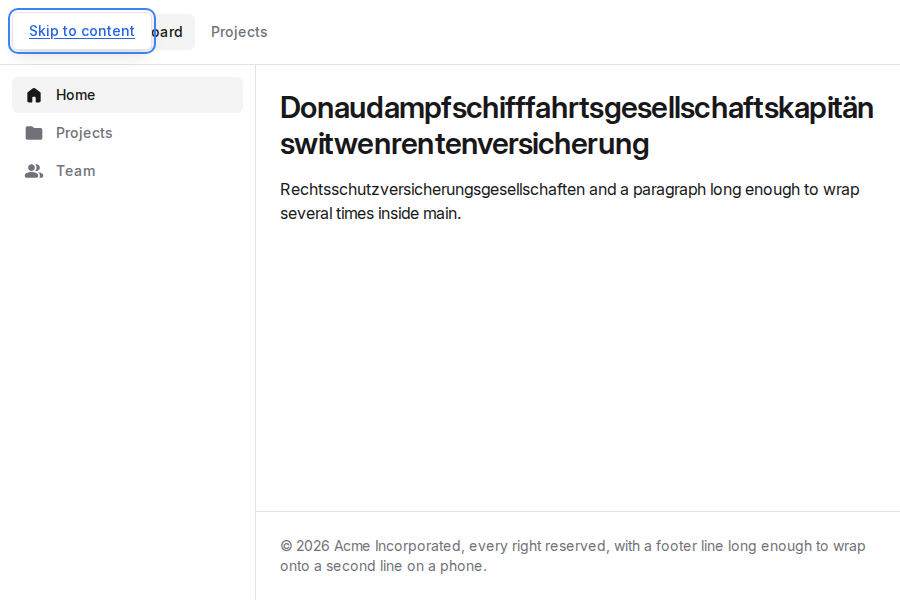 Skip to content
Projects
Home
Projects
Team
Donaudampfschifffahrtsgesellschaftskapitän
switwenrentenversicherung
Rechtsschutzversicherungsgesellschaften and a paragraph long enough to wrap
several times inside main.
© 2026 Acme Incorporated, every right reserved, with a footer line long enough to wrap
onto a second line on a phone.